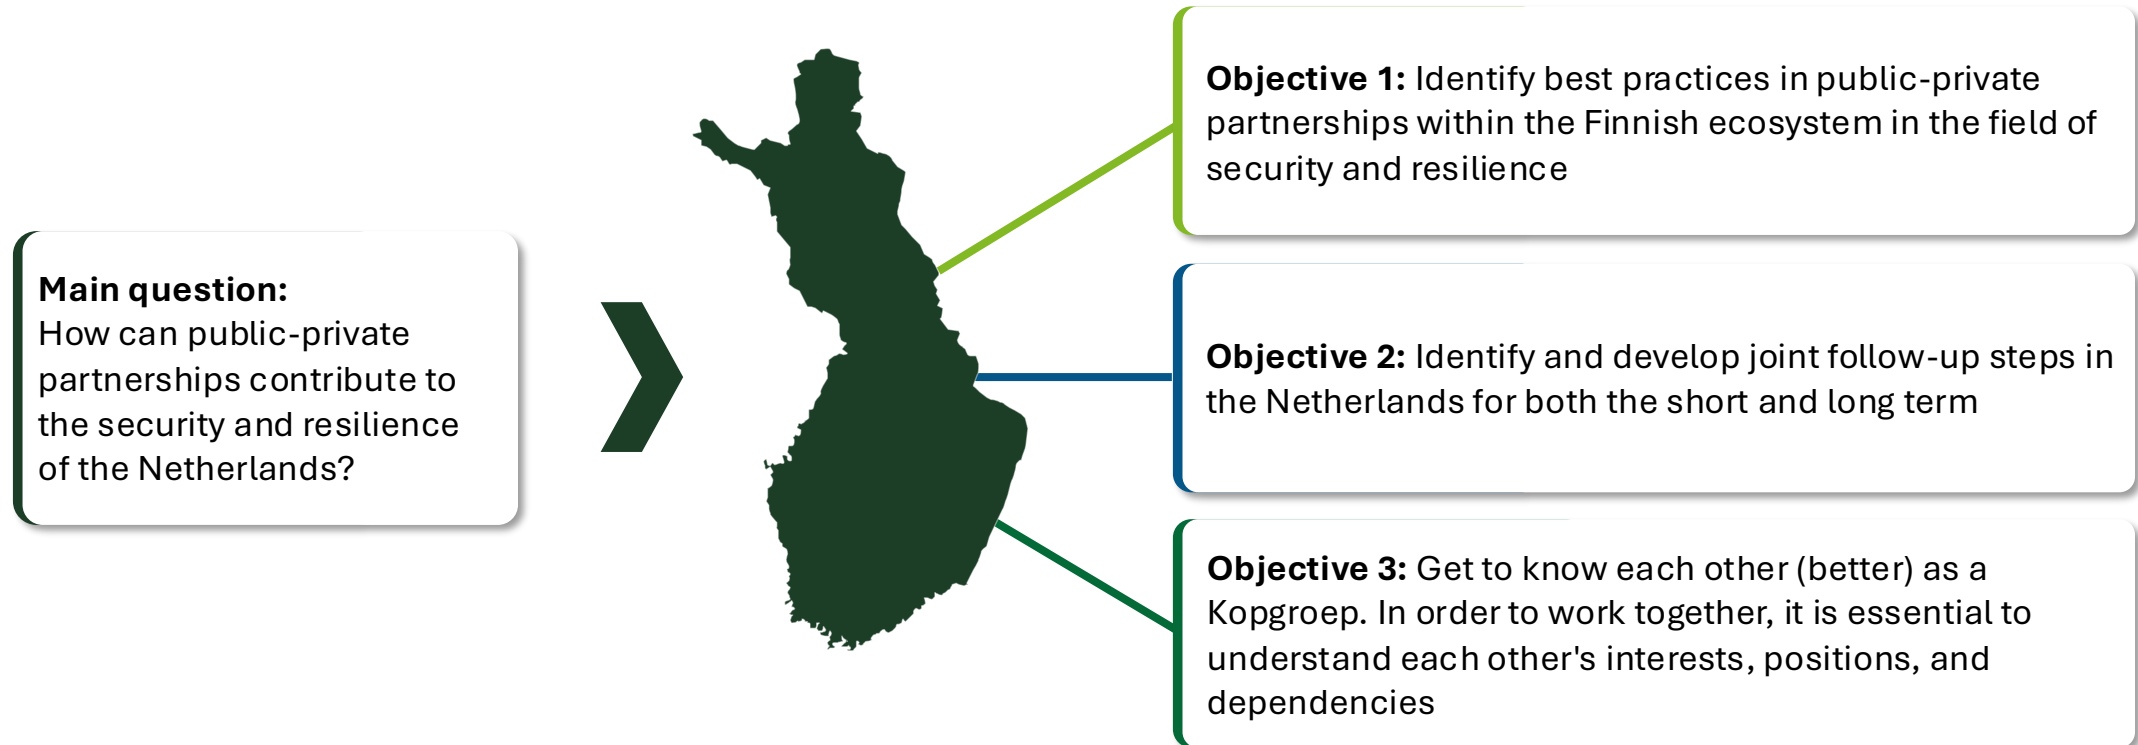 Main question:
How can public-private
partnerships contribute to
the security and resilience
of the Netherlands?
Objective 1: Identify best practices in public-private
partnerships within the Finnish ecosystem in the field of
security and resilience
Objective 2: Identify and develop joint follow-up steps in
the Netherlands for both the short and long term
Objective 3: Get to know each other (better) as a
Kopgroep. In order to work together, it is essential to
understand each other's interests, positions, and
dependencies